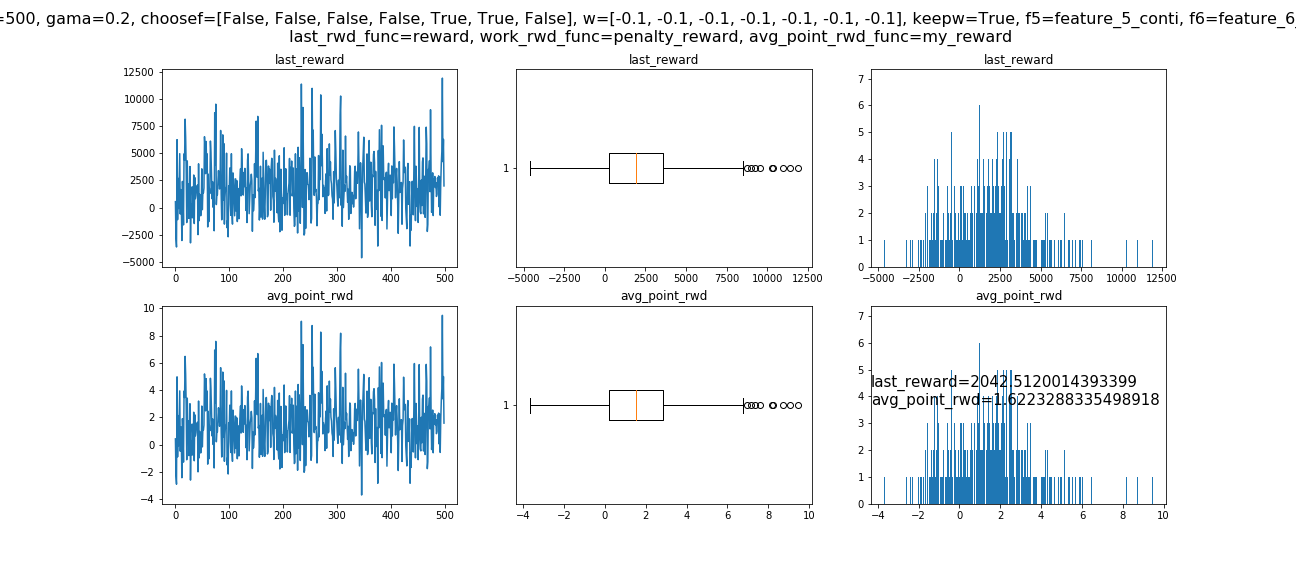 =500, gama=0.2, choosef=[False, False, False, False, True, True, False], w=[-0.1, -0.1, -0.1, -0.1, -0.1, -0.1, -0.1], keepw=True, f5=feature_5_conti, f6=feature_6_
last_rwd_func=reward, work_rwd_func=penalty_reward, avg_point_rwd_func=my_reward
last_reward
12500
10000
7500
5000
2500
0
−2500
−5000
0 100 200 300 400 500
last_reward
1
−5000 −2500 0 2500 5000 7500 10000 12500
last_reward
7
6
5
4
3
2
1
0
−5000 −2500 0 2500 5000 7500 10000 12500
avg_point_rwd
10
8
6
4
2
0
−2
−4
0 100 200 300 400 500
avg_point_rwd
1
−4 −2 0 2 4 6 8 10
avg_point_rwd
7
6
5
4
3
2
1
0
−4 −2 0 2 4 6 8 10
last_reward=2042.5120014393399
avg_point_rwd=1.6223288335498918